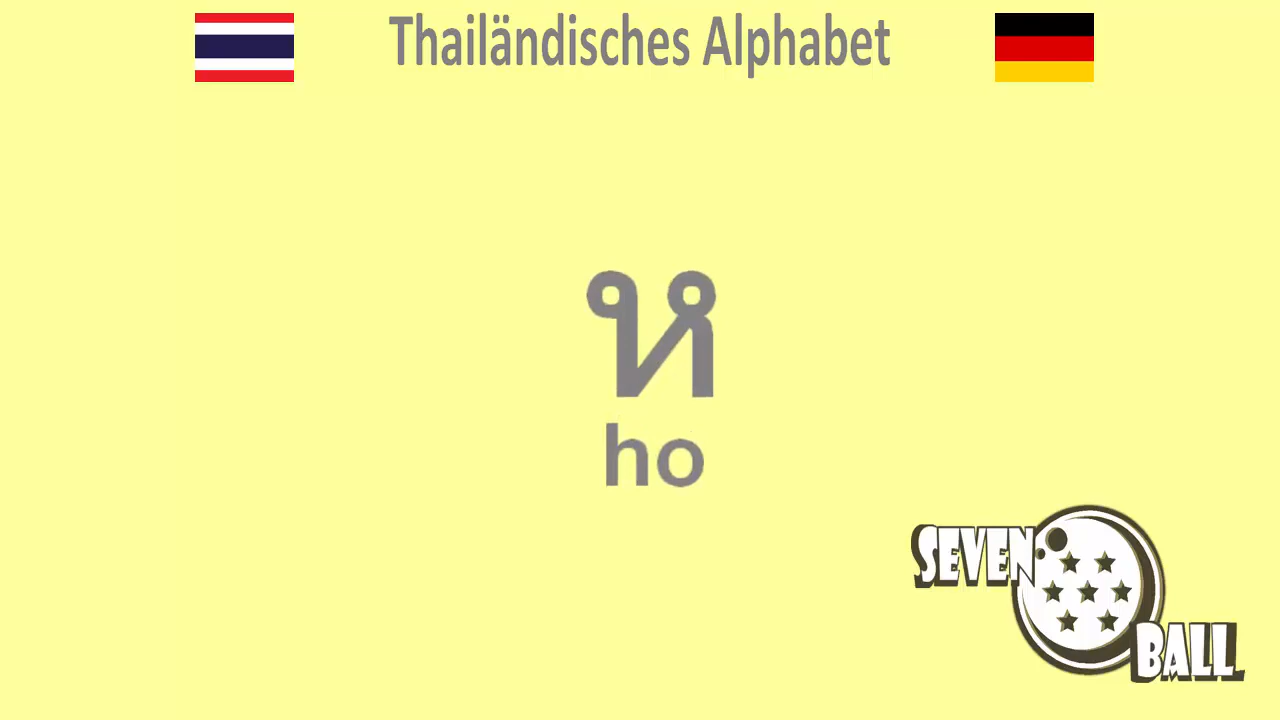 Thailändisches Alphabet
ห
ho
SEVEN
BALL